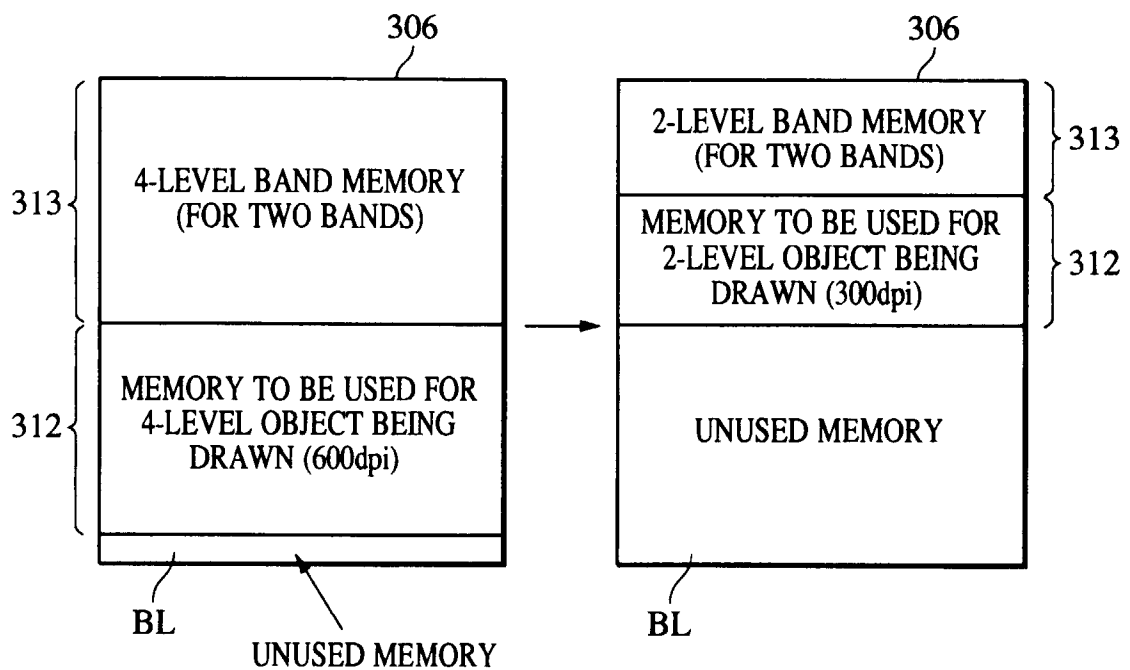 306
313
4-LEVEL BAND MEMORY
(FOR TWO BANDS)
312
MEMORY TO BE USED FOR
4-LEVEL OBJECT BEING
DRAWN (600dpi)
BL
UNUSED MEMORY
306
2-LEVEL BAND MEMORY
(FOR TWO BANDS)
313
MEMORY TO BE USED FOR
2-LEVEL OBJECT BEING
DRAWN (300dpi)
312
UNUSED MEMORY
BL